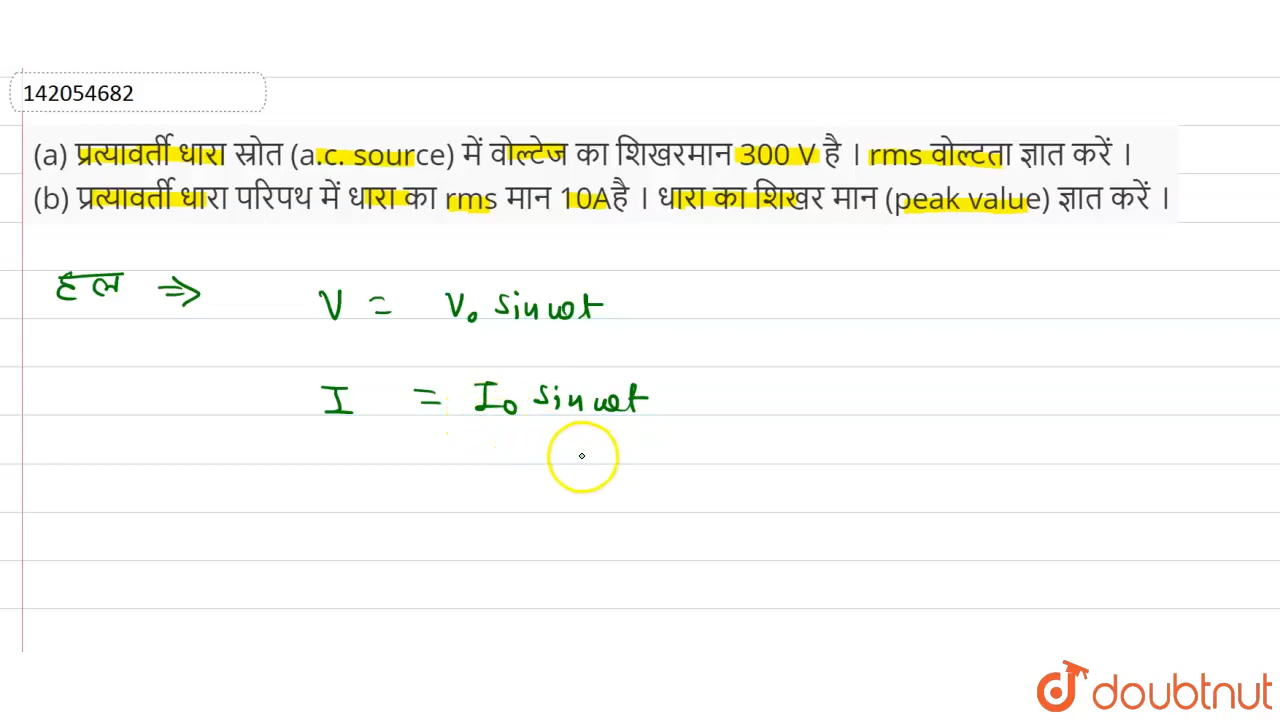 142054682
(a) प्रत्यावर्ती धारा स्रोत (a.c. source) में वोल्टेज का शिखरमान 300 V है । rms वोल्टता ज्ञात करें ।
(b) प्रत्यावर्ती धारा परिपथ में धारा का rms मान 10Aहै । धारा का शिखर मान (peak value) ज्ञात करें ।
हल ⇒ V = V₀ sin ωt
I = I₀ sin ωt
doubtnut